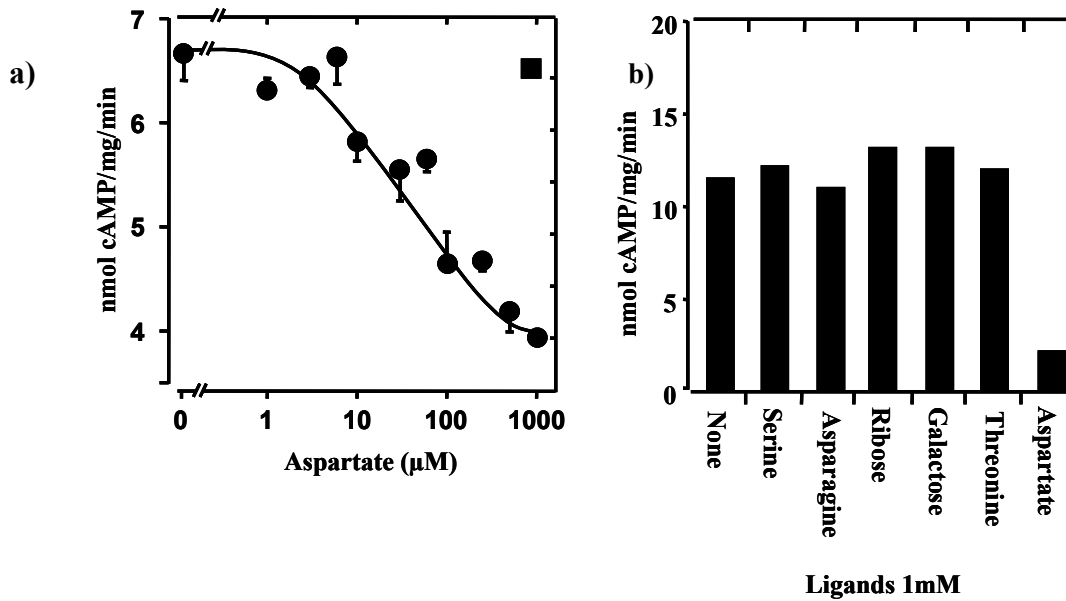 a)
nmol cAMP/mg/min
7
6
5
4
0
1
10
100
1000
Aspartate (µM)
b)
nmol cAMP/mg/min
20
15
10
5
0
None
Serine
Asparagine
Ribose
Galactose
Threonine
Aspartate
Ligands 1mM